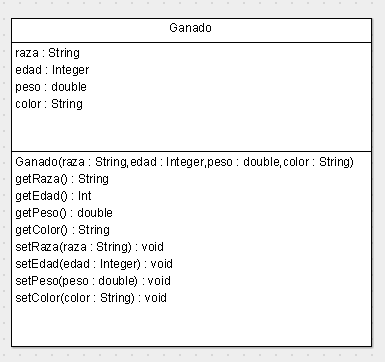 Ganado
raza : String
edad : Integer
peso : double
color : String
Ganado(raza : String,edad : Integer,peso : double,color : String)
getRaza() : String
getEdad() : Int
getPeso() : double
getColor() : String
setRaza(raza : String) : void
setEdad(edad : Integer) : void
setPeso(peso : double) : void
setColor(color : String) : void